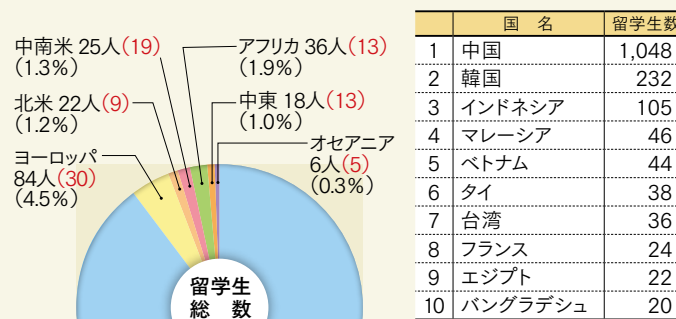 中南米 25人(19)
(1.3%)
アフリカ 36人(13)
(1.9%)
北米 22人(9)
(1.2%)
中東 18人(13)
(1.0%)
ヨーロッパ
84人(30)
(4.5%)
オセアニア
6人(5)
(0.3%)
留学生
総 数
国 名 留学生数
1 中国 1,048
2 韓国 232
3 インドネシア 105
4 マレーシア 46
5 ベトナム 44
6 タイ 38
7 台湾 36
8 フランス 24
9 エジプト 22
10 バングラデシュ 20